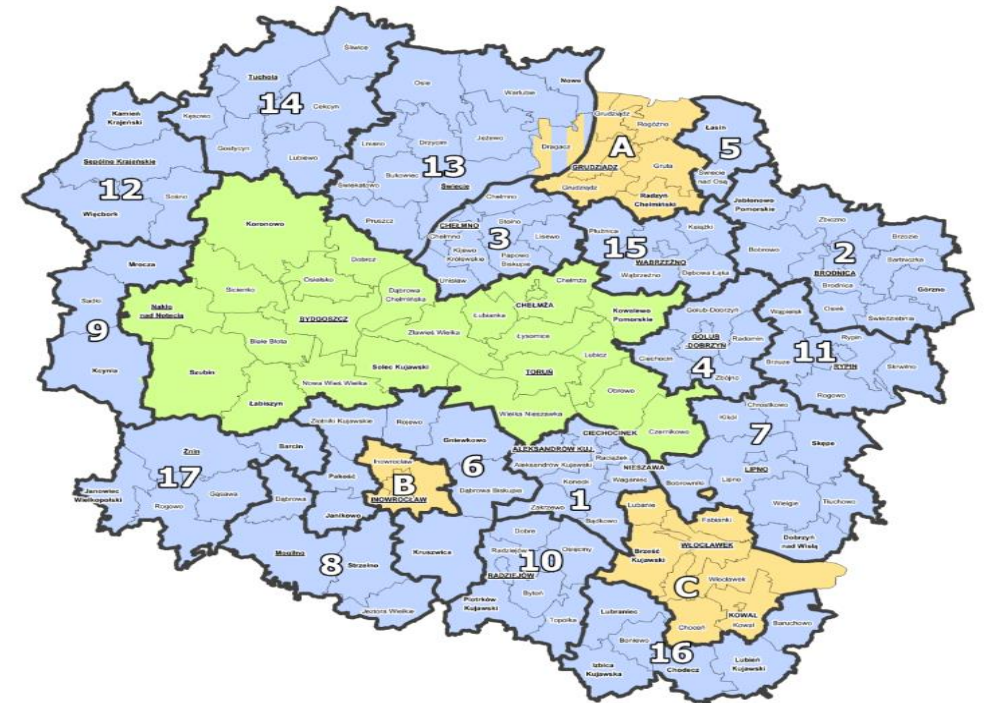 Śliwice
Tuchola
14
Kęsowo
Cekcyn
Gostycyn
Lubiewo
Osie
Warlubie
Nowe
Drzycim
Jeżewo
Lniano
Dragacz
13
Bukowiec
Świekatowo
Świecie
Pruszcz
Kamień
Krajeński
Sępólno Krajeńskie
12
Sośno
Więcbork
Grudziądz
Rogóźno
A
GRUDZIĄDZ
Gruta
Grudziądz
Radzyń
Chełmiński
Łasin
5
Świecie
nad Osą
Chełmno
CHEŁMNO
Stolno
Chełmno
3
Lisewo
Kijewo
Królewskie
Papowo
Biskupie
Unisław
Płużnica
Książki
15
WĄBRZEŹNO
Wąbrzeźno
Dębowa Łąka
Jabłonowo
Pomorskie
Zbiczno
Bobrowo
2
Brzozie
BRODNICA
Bartniczka
Brodnica
Górzno
Osiek
Świedziebnia
Koronowo
Dobrcz
Osielsko
Sicienko
Dąbrowa
Chełmińska
BYDGOSZCZ
Nakło
nad Notecią
Białe Błota
Szubin
Solec Kujawski
Nowa Wieś Wielka
Łabiszyn
Zławieś Wielka
Chełmża
CHEŁMŻA
Łubianka
Łysomice
Kowalewo
Pomorskie
Lubicz
TORUŃ
Obrowo
Wielka Nieszawka
Czernikowo
Mrocza
Sadki
9
Kcynia
Golub-Dobrzyń
GOLUB
-DOBRZYŃ
Radomin
Ciechocin
4
Zbójno
Wąpielsk
Rypin
11
RYPIN
Brzuze
Skrwilno
Rogowo
Chrostkowo
Kikół
7
Skępe
LIPNO
Lipno
Bobrowniki
Wielgie
Tłuchowo
Dobrzyń
nad Wisłą
Złotniki Kujawskie
Rojewo
Gniewkowo
6
Pakość
Dąbrowa Biskupia
Janikowo
Kruszwica
Inowrocław
B
INOWROCŁAW
CIECHOCINEK
ALEKSANDRÓW KUJ.
Raciążek
Aleksandrów Kujawski
NIESZAWA
Koneck
Waganiec
1
Zakrzewo
Bądkowo
Żnin
Barcin
17
Janowiec
Wielkopolski
Gąsawa
Rogowo
Dąbrowa
Mogilno
8
Strzelno
Jeziora Wielkie
Dobre
Radziejów
Osięciny
10
RADZIEJÓW
Bytoń
Piotrków
Kujawski
Topólka
Lubanie
Fabianki
Brześć
Kujawski
WŁOCŁAWEK
Włocławek
C
KOWAL
Kowal
Choceń
Lubraniec
Baruchowo
Boniewo
16
Izbica
Kujawska
Chodecz
Lubień
Kujawski